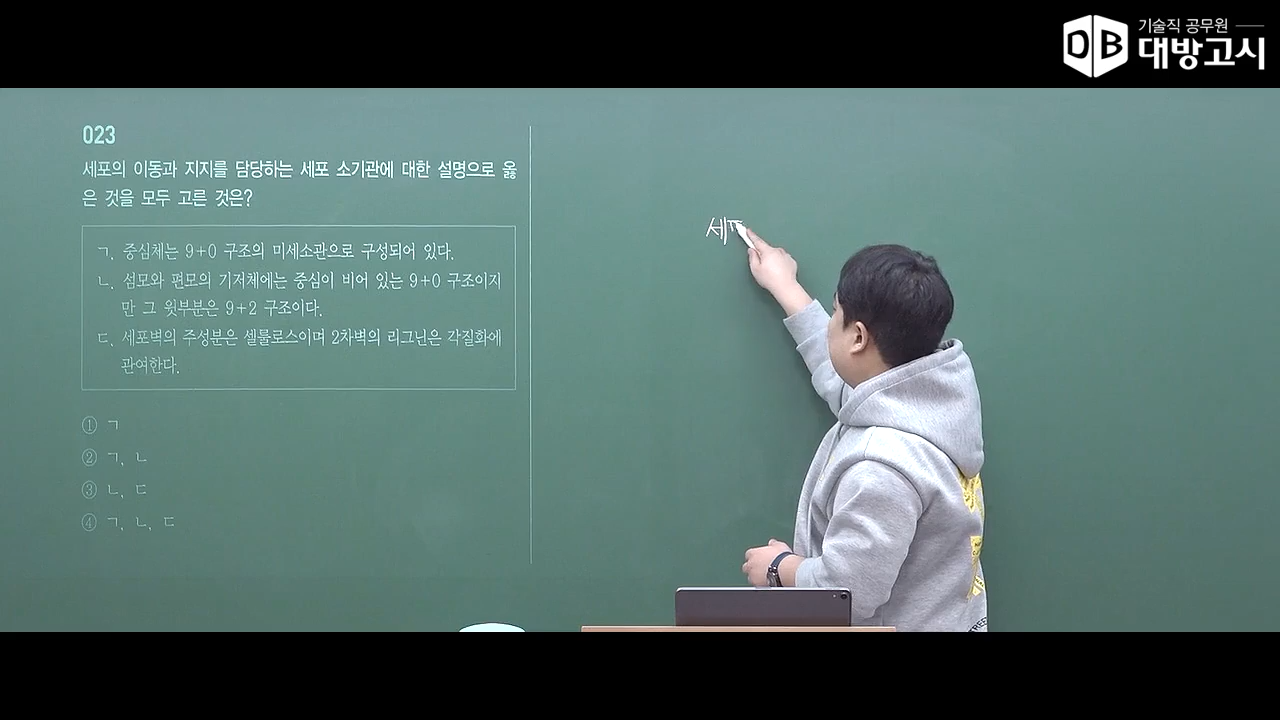 기술직 공무원
DB 대방고시
023
세포의 이동과 지지를 담당하는 세포 소기관에 대한 설명으로 옳
은 것을 모두 고른 것은?
ㄱ. 중심체는 9+0 구조의 미세소관으로 구성되어 있다.
ㄴ. 섬모와 편모의 기저체에는 중심이 비어 있는 9+0 구조이지
만 그 윗부분은 9+2 구조이다.
ㄷ. 세포벽의 주성분은 셀룰로스이며 2차벽의 리그닌은 각질화에
관여한다.
① ㄱ
② ㄱ, ㄴ
③ ㄴ, ㄷ
④ ㄱ, ㄴ, ㄷ
세